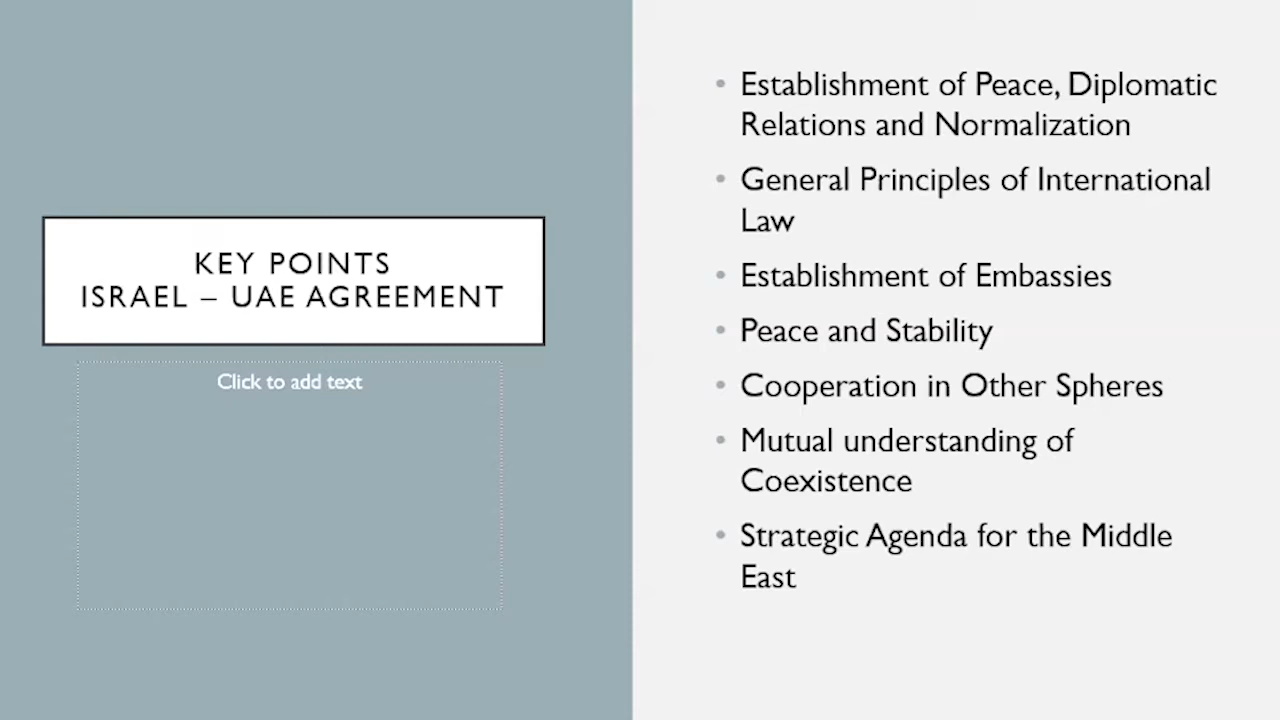 KEY POINTS
ISRAEL – UAE AGREEMENT
Click to add text
• Establishment of Peace, Diplomatic
Relations and Normalization
• General Principles of International
Law
• Establishment of Embassies
• Peace and Stability
• Cooperation in Other Spheres
• Mutual understanding of
Coexistence
• Strategic Agenda for the Middle
East